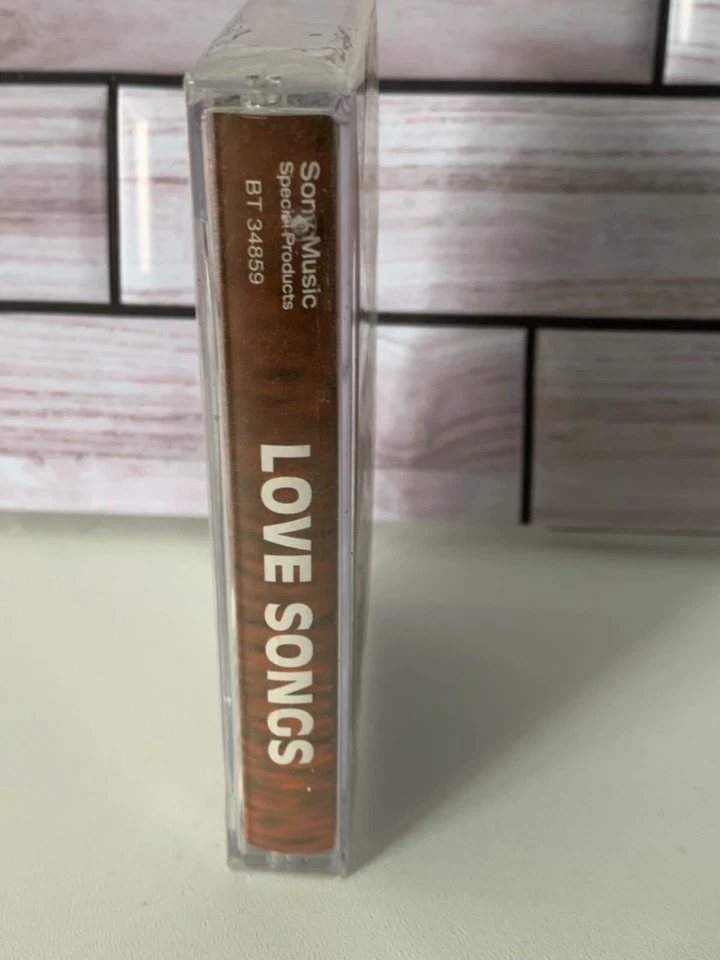 Sony Music
Special Products
BT 34859
LOVE SONGS